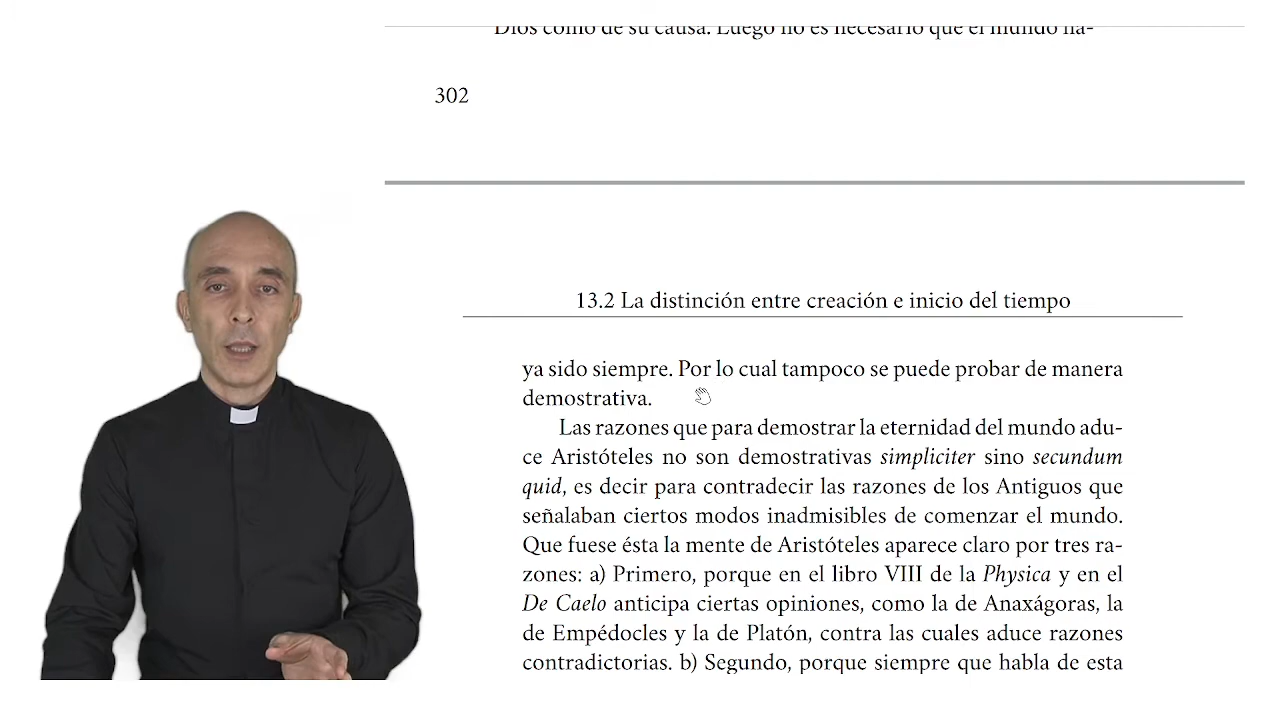 Dios como de su causa. Luego no es necesario que el mundo ha-
302
13.2 La distinción entre creación e inicio del tiempo
ya sido siempre. Por lo cual tampoco se puede probar de manera
demostrativa.
Las razones que para demostrar la eternidad del mundo adu-
ce Aristóteles no son demostrativas simpliciter sino secundum
quid, es decir para contradecir las razones de los Antiguos que
señalaban ciertos modos inadmisibles de comenzar el mundo.
Que fuese ésta la mente de Aristóteles aparece claro por tres ra-
zones: a) Primero, porque en el libro VIII de la Physica y en el
De Caelo anticipa ciertas opiniones, como la de Anaxágoras, la
de Empédocles y la de Platón, contra las cuales aduce razones
contradictorias. b) Segundo, porque siempre que habla de esta